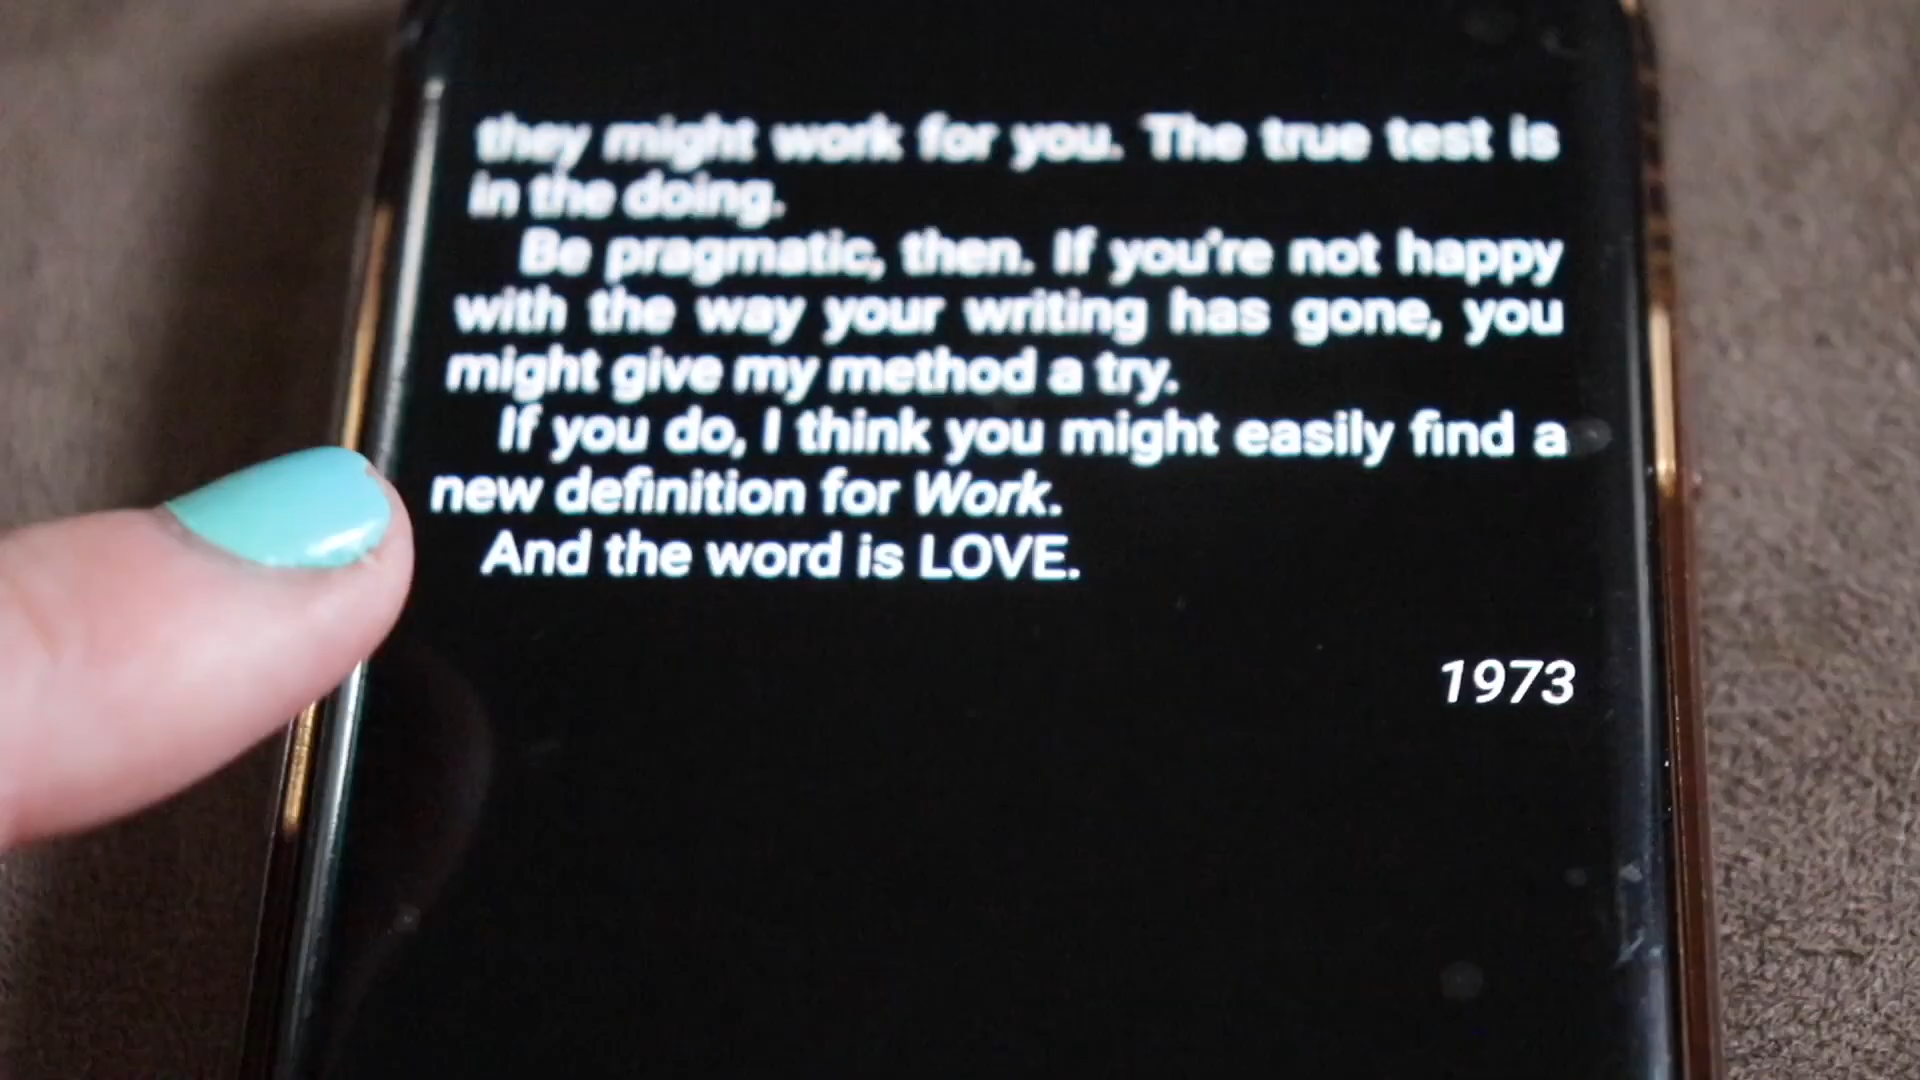 they might work for you. The true test is
in the doing.
Be pragmatic, then. If you're not happy
with the way your writing has gone, you
might give my method a try.
If you do, I think you might easily find a
new definition for Work.
And the word is LOVE.
1973